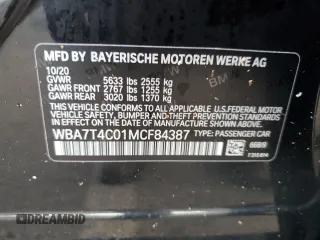 MFD BY BAYERISCHE MOTOREN WERKE AG
10/20
GVWR 5633 lbs 2555 kg
GAWR FRONT 2767 lbs 1255 kg
GAWR REAR 3020 lbs 1370 kg
THIS VEHICLE CONFORMS TO ALL APPLICABLE
U.S. FEDERAL MOTOR VEHICLE SAFETY, BUMPER,
AND THEFT PREVENTION STANDARDS IN EFFECT ON
THE DATE OF MANUFACTURE SHOWN ABOVE.
WBA7T4C01MCF84387 TYPE: PASSENGER CAR
DREAMBID